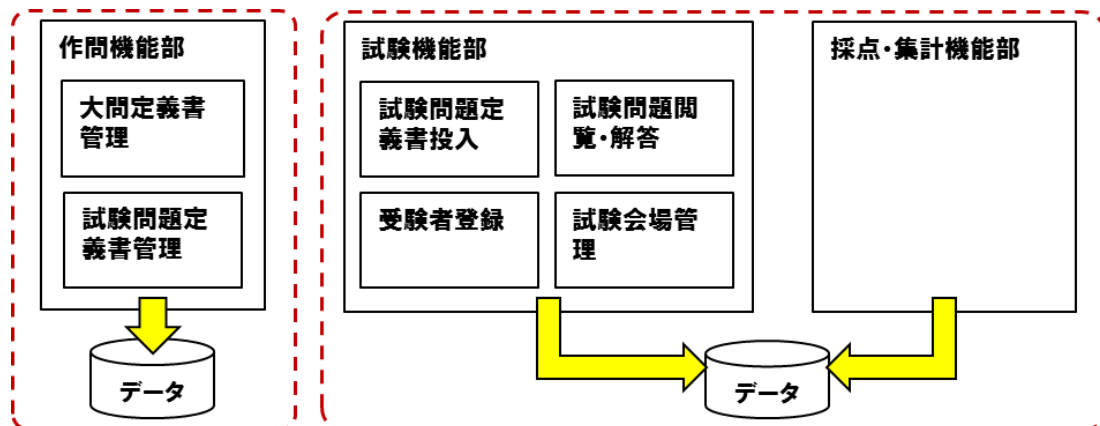 作問機能部
大問定義書
管理
試験問題定
義書管理
データ
試験機能部
試験問題定
義書投入
試験問題閲
覧・解答
受験者登録
試験会場管
理
採点・集計機能部
データ